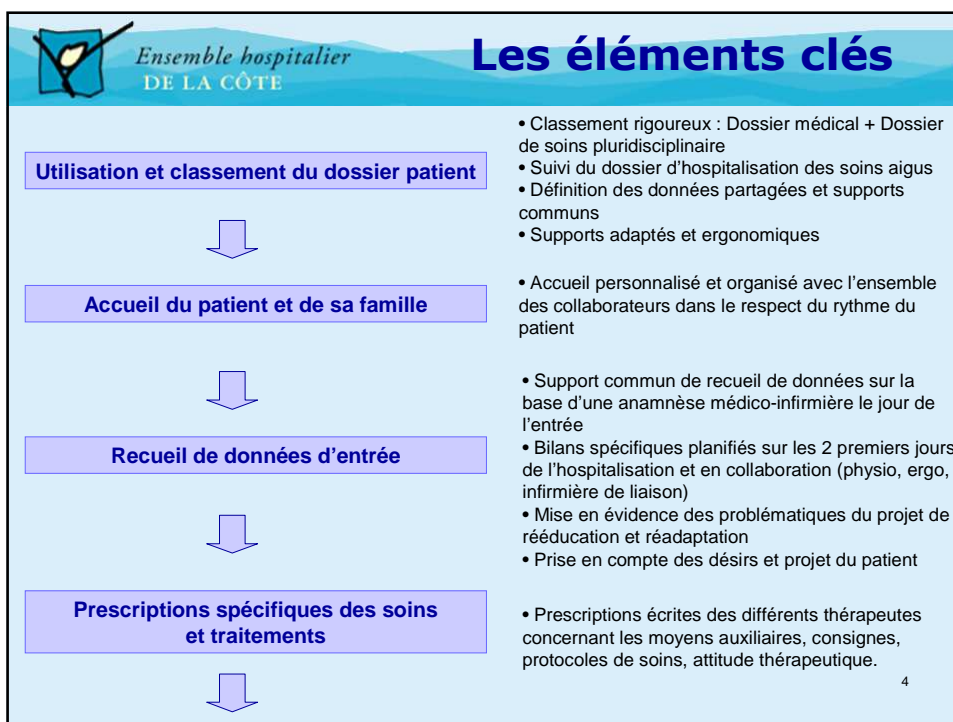 Ensemble hospitalier
DE LA CÔTE
Les éléments clés
Utilisation et classement du dossier patient
• Classement rigoureux : Dossier médical + Dossier
de soins pluridisciplinaire
• Suivi du dossier d’hospitalisation des soins aigus
• Définition des données partagées et supports
communs
• Supports adaptés et ergonomiques
Accueil du patient et de sa famille
• Accueil personnalisé et organisé avec l’ensemble
des collaborateurs dans le respect du rythme du
patient
Recueil de données d’entrée
• Support commun de recueil de données sur la
base d’une anamnèse médico-infirmière le jour de
l’entrée
• Bilans spécifiques planifiés sur les 2 premiers jours
de l’hospitalisation et en collaboration (physio, ergo,
infirmière de liaison)
• Mise en évidence des problématiques du projet de
rééducation et réadaptation
• Prise en compte des désirs et projet du patient
Prescriptions spécifiques des soins
et traitements
• Prescriptions écrites des différents thérapeutes
concernant les moyens auxiliaires, consignes,
protocoles de soins, attitude thérapeutique.
4